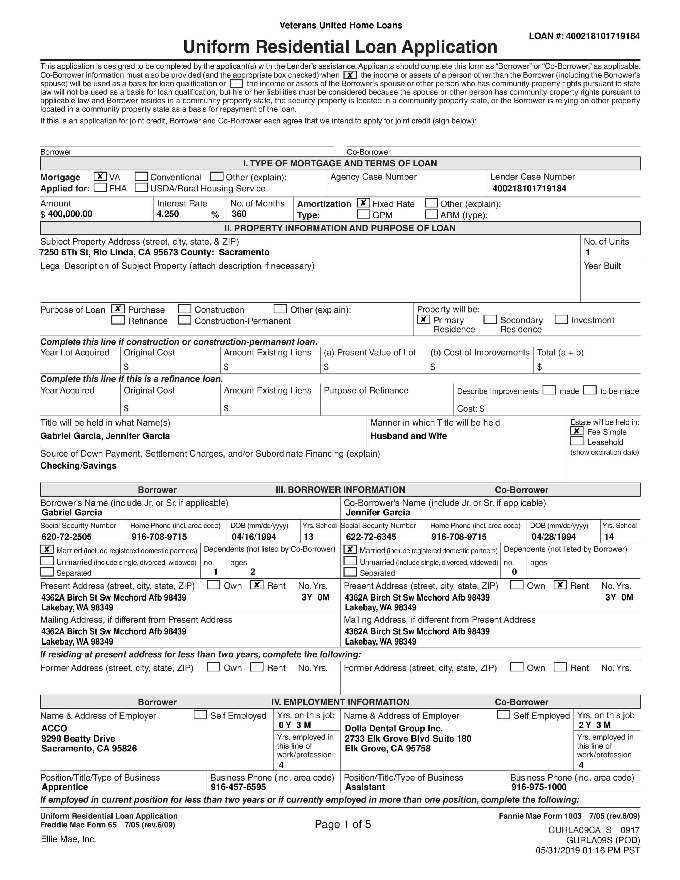 Veterans United Home Loans
LOAN #: 400218101719184
Uniform Residential Loan Application
This application is designed to be completed by the applicant(s) with the Lender's assistance. Applicants should complete this form as "Borrower" or "Co-Borrower," as applicable.
Co-Borrower information must also be provided (and the appropriate box checked) when X the income or assets of a person other than the Borrower (including the Borrower's
spouse) will be used as a basis for loan qualification or the income or assets of the Borrower's spouse or other person who has community property rights pursuant to state
law will not be used as a basis for loan qualification, but his or her liabilities must be considered because the spouse or other person has community property rights pursuant to
applicable law and Borrower resides in a community property state, the security property is located in a community property state, or the Borrower is relying on other property
located in a community property state as a basis for repayment of the loan.
If this is an application for joint credit, Borrower and Co-Borrower each agree that we intend to apply for joint credit (sign below):
Borrower Co-Borrower
I. TYPE OF MORTGAGE AND TERMS OF LOAN
Mortgage X VA Conventional Other (explain): Agency Case Number Lender Case Number
Applied for: FHA USDA/Rural Housing Service 400218101719184
Amount Interest Rate No. of Months Amortization X Fixed Rate Other (explain):
$ 400,000.00 4.250 % 360 Type: GPM ARM (type):
II. PROPERTY INFORMATION AND PURPOSE OF LOAN
Subject Property Address (street, city, state, & ZIP) No. of Units
7250 6Th St, Rio Linda, CA 95673 County: Sacramento 1
Legal Description of Subject Property (attach description if necessary) Year Built
Purpose of Loan X Purchase Construction Other (explain): Property will be:
Refinance Construction-Permanent X Primary Residence Secondary Residence Investment
Complete this line if construction or construction-permanent loan.
Year Lot Acquired Original Cost Amount Existing Liens (a) Present Value of Lot (b) Cost of Improvements Total (a + b)
$ $ $ $ $
Complete this line if this is a refinance loan.
Year Acquired Original Cost Amount Existing Liens Purpose of Refinance Describe Improvements made to be made
$ $ Cost: $
Title will be held in what Name(s) Manner in which Title will be held Estate will be held in:
Gabriel Garcia, Jennifer Garcia Husband and Wife X Fee Simple
Leasehold
Source of Down Payment, Settlement Charges, and/or Subordinate Financing (explain) (show expiration date)
Checking/Savings
Borrower III. BORROWER INFORMATION Co-Borrower
Borrower's Name (include Jr. or Sr. if applicable) Co-Borrower's Name (include Jr. or Sr. if applicable)
Gabriel Garcia Jennifer Garcia
Social Security Number Home Phone (incl. area code) DOB (mm/dd/yyyy) Yrs. School Social Security Number Home Phone (incl. area code) DOB (mm/dd/yyyy) Yrs. School
620-72-2505 916-708-9715 04/16/1994 13 622-72-6345 916-708-9715 04/28/1994 14
X Married (include registered domestic partners) Dependents (not listed by Co-Borrower) X Married (include registered domestic partners) Dependents (not listed by Borrower)
Unmarried (include single, divorced, widowed) no. ages Unmarried (include single, divorced, widowed) no. ages
Separated 1 2 Separated 0
Present Address (street, city, state, ZIP) Own X Rent No. Yrs. Present Address (street, city, state, ZIP) Own X Rent No. Yrs.
4362A Birch St Sw Mcchord Afb 98439 3Y 0M 4362A Birch St Sw Mcchord Afb 98439 3Y 0M
Lakebay, WA 98349 Lakebay, WA 98349
Mailing Address, if different from Present Address Mailing Address, if different from Present Address
4362A Birch St Sw Mcchord Afb 98439 4362A Birch St Sw Mcchord Afb 98439
Lakebay, WA 98349 Lakebay, WA 98349
If residing at present address for less than two years, complete the following:
Former Address (street, city, state, ZIP) Own Rent No. Yrs. Former Address (street, city, state, ZIP) Own Rent No. Yrs.
Borrower IV. EMPLOYMENT INFORMATION Co-Borrower
Name & Address of Employer Self Employed Yrs. on this job Name & Address of Employer Self Employed Yrs. on this job
ACCO 0Y 3M Dolla Dental Group Inc. 2Y 3M
9290 Beatty Drive Yrs. employed in this line of work/profession 2733 Elk Grove Blvd Suite 180 Yrs. employed in this line of work/profession
Sacramento, CA 95826 4 Elk Grove, CA 95758 4
Position/Title/Type of Business Business Phone (incl. area code) Position/Title/Type of Business Business Phone (incl. area code)
Apprentice 916-457-6595 Assistant 916-975-1000
If employed in current position for less than two years or if currently employed in more than one position, complete the following:
Uniform Residential Loan Application Fannie Mae Form 1003 7/05 (rev.6/09)
Freddie Mac Form 65 7/05 (rev.6/09) Page 1 of 5
GURLA09CA_S 0917
Ellie Mae, Inc. GURLA09S (POD)
05/31/2019 01:16 PM PST